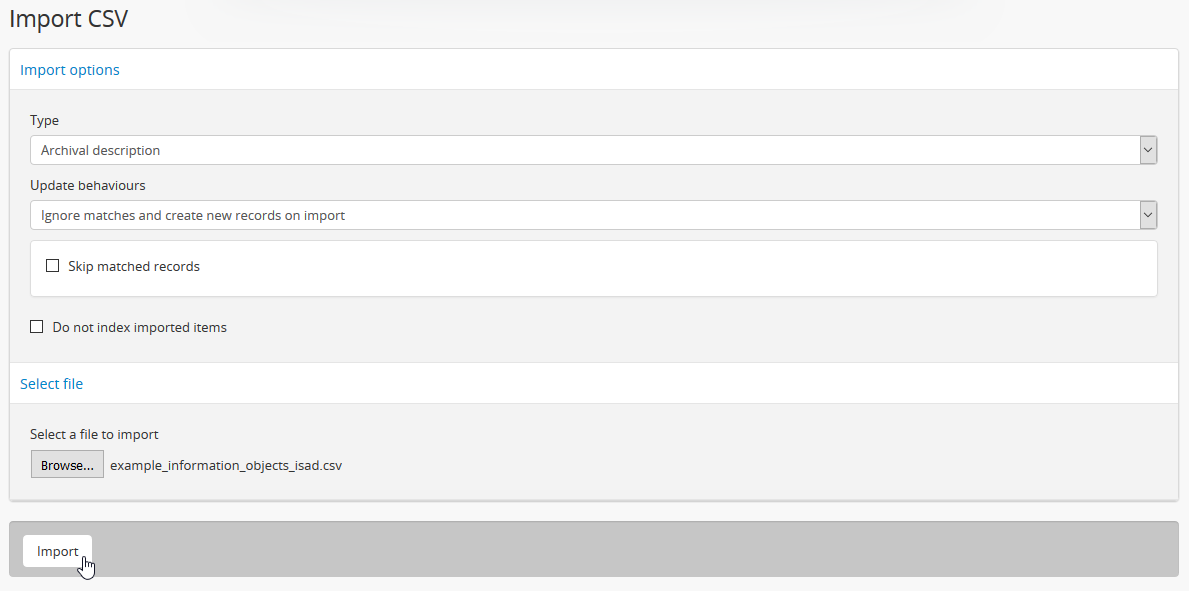 Import CSV
Import options
Type
Archival description
Update behaviours
Ignore matches and create new records on import
Skip matched records
Do not index imported items
Select file
Select a file to import
Browse... example_information_objects_isad.csv
Import